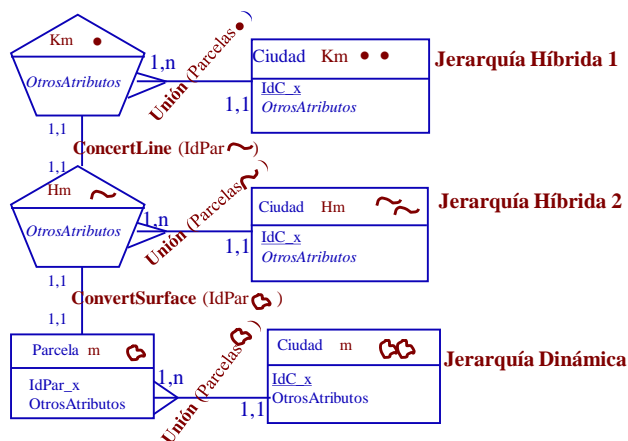 Km
OtrosAtributos
1,n
Unión (Parcelas )
1,1
Ciudad Km
IdC_x
OtrosAtributos
Jerarquía Híbrida 1
1,1
ConcertLine (IdPar )
1,1
Hm
OtrosAtributos
1,n
Unión (Parcelas )
1,1
Ciudad Hm
IdC_x
OtrosAtributos
Jerarquía Híbrida 2
1,1
ConvertSurface (IdPar )
1,1
Parcela m
IdPar_x
OtrosAtributos
1,n
Unión (Parcelas )
1,1
Ciudad m
IdC_x
OtrosAtributos
Jerarquía Dinámica